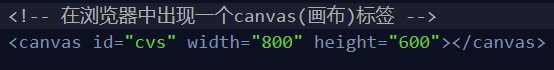 <!-- 在浏览器中出现一个canvas(画布)标签 -->
<canvas id="cvs" width="800" height="600"></canvas>